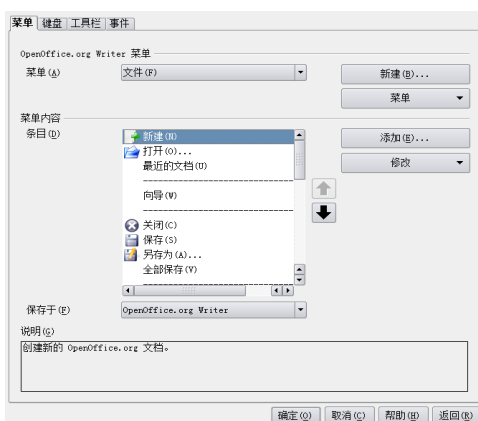 菜单 键盘 工具栏 事件
OpenOffice.org Writer 菜单
菜单(A) 文件(F) 新建(B)...
菜单
菜单内容
条目(D) 新建(N) 添加(E)...
打开(O)... 修改
最近的文档(U)
向导(W)
关闭(C)
保存(S)
另存为(A)...
全部保存(V)
保存于(F) OpenOffice.org Writer
说明(G)
创建新的 OpenOffice.org 文档。
确定(O) 取消(C) 帮助(H) 返回(R)